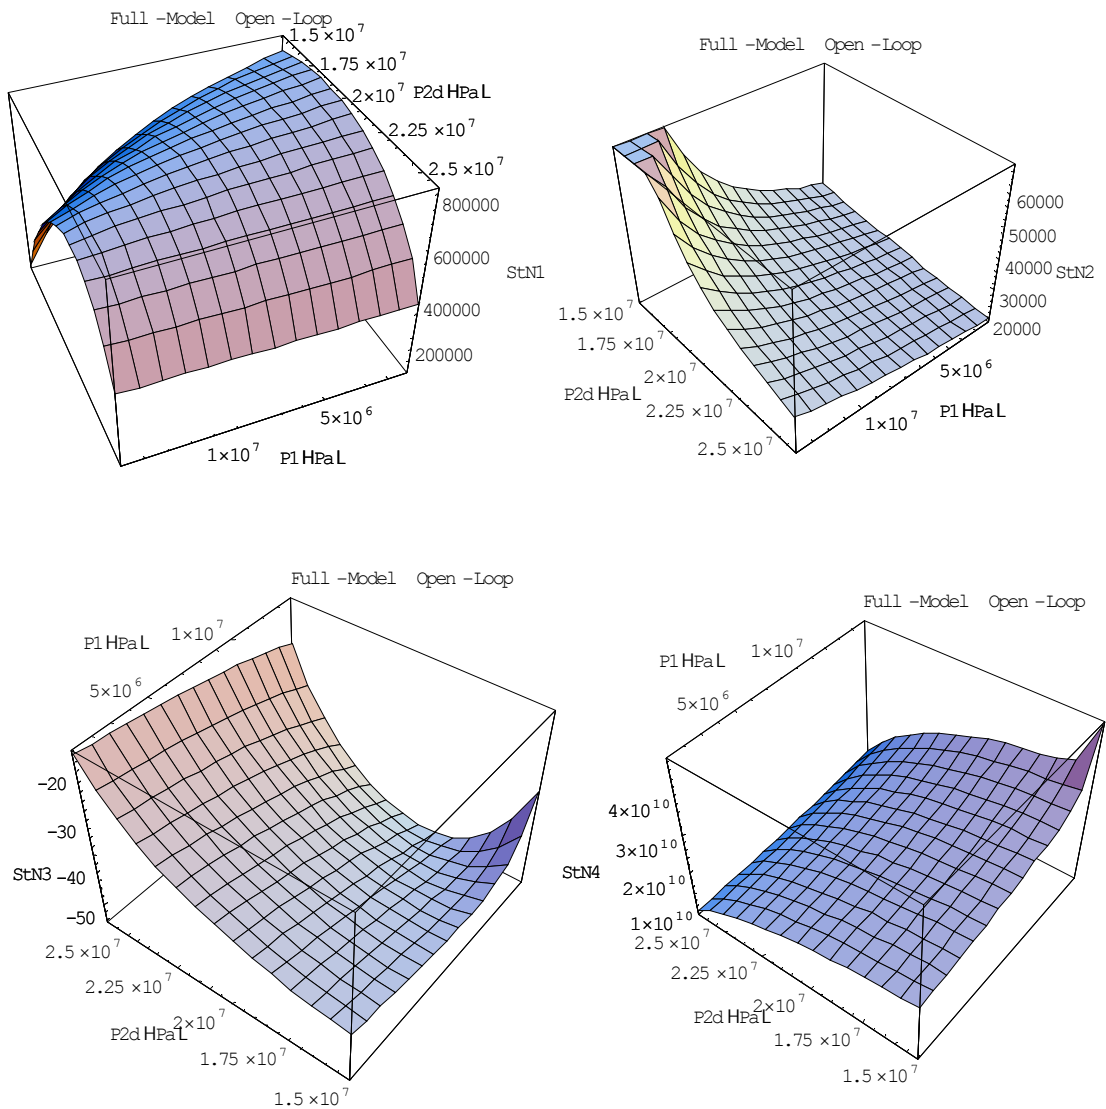 Full -Model Open -Loop
1.5 ×10^7
1.75 ×10^7
2×10^7
P2d HPa L
2.25 ×10^7
2.5 ×10^7
800000
600000
StN1
400000
200000
5×10^6
1×10^7
P1 HPa L
Full -Model Open -Loop
60000
50000
40000
StN2
30000
20000
1.5 ×10^7
1.75 ×10^7
2×10^7
P2d HPa L
2.25 ×10^7
2.5 ×10^7
5×10^6
P1 HPa L
1×10^7
Full -Model Open -Loop
P1 HPa L
1×10^7
5×10^6
-20
-30
StN3
-40
-50
2.5 ×10^7
2.25 ×10^7
2×10^7
P2d HPa L
1.75 ×10^7
1.5 ×10^7
Full -Model Open -Loop
P1 HPa L
1×10^7
5×10^6
4×10^10
3×10^10
StN4
2×10^10
1×10^10
2.5 ×10^7
2.25 ×10^7
2×10^7
P2d HPa L
1.75 ×10^7
1.5 ×10^7